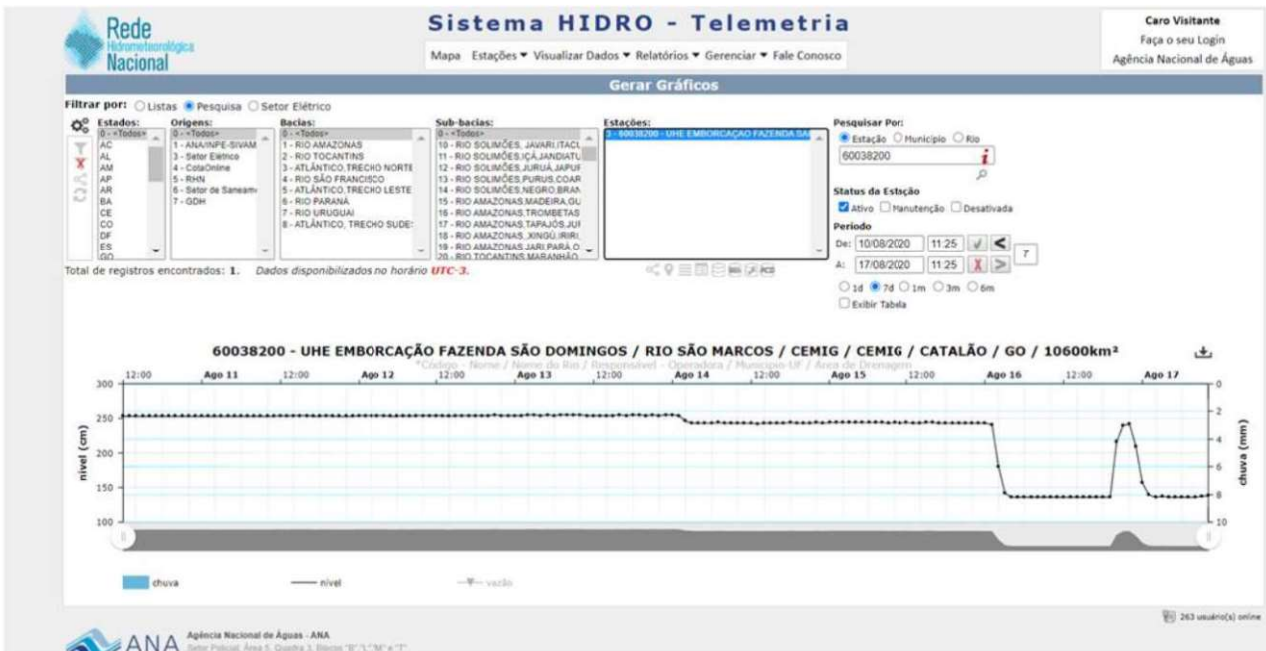 Rede
Hidrometeorológica
Nacional
Sistema HIDRO - Telemetria
Mapa Estações Visualizar Dados Relatórios Gerenciar Fale Conosco
Caro Visitante
Faça o seu Login
Agência Nacional de Águas
Gerar Gráficos
Filtrar por: Listas Pesquisa Setor Elétrico
Estados:
0 - <Todos>
AC
AL
AM
AP
AR
BA
CE
CO
DF
ES
GO
Origens:
0 - <Todos>
1 - ANA/INPE-SIVAM
3 - Setor Elétrico
4 - CotaOnline
5 - RHN
6 - Setor de Saneam
7 - GDH
Bacias:
0 - <Todos>
1 - RIO AMAZONAS
2 - RIO TOCANTINS
3 - ATLÂNTICO,TRECHO NORTE
4 - RIO SÃO FRANCISCO
5 - ATLÂNTICO,TRECHO LESTE
6 - RIO PARANÁ
7 - RIO URUGUAI
8 - ATLÂNTICO, TRECHO SUDE
Sub-bacias:
0 - <Todos>
10 - RIO SOLIMÕES, JAVARI,ITACU
11 - RIO SOLIMÕES,IÇÁ,JANDIATU
12 - RIO SOLIMÕES,JURUÁ,JAPUR
13 - RIO SOLIMÕES,PURUS,COAR
14 - RIO SOLIMÕES,NEGRO,BRAN
15 - RIO AMAZONAS,MADEIRA,GU
16 - RIO AMAZONAS,TROMBETAS
17 - RIO AMAZONAS,TAPAJÓS,JUR
18 - RIO AMAZONAS,.XINGÚ,IRIRI,
19 - RIO AMAZONAS,JARI,PARÁ,O
20 - RIO TOCANTINS,MARANHÃO
Estações:
3 - 60038200 - UHE EMBORCAÇÃO FAZENDA SÃ
Pesquisar Por:
Estação Município Rio
60038200
Status da Estação
Ativo Manutenção Desativada
Período
De: 10/08/2020 11:25
A: 17/08/2020 11:25
7
1d 7d 1m 3m 6m
Exibir Tabela
Total de registros encontrados: 1. Dados disponibilizados no horário UTC-3.
60038200 - UHE EMBORCAÇÃO FAZENDA SÃO DOMINGOS / RIO SÃO MARCOS / CEMIG / CEMIG / CATALÃO / GO / 10600km²
*Código - Nome / Nome do Rio / Responsável - Operadora / Município-UF / Área de Drenagem
12:00 Ago 11 12:00 Ago 12 12:00 Ago 13 12:00 Ago 14 12:00 Ago 15 12:00 Ago 16 12:00 Ago 17
nível (cm)
300
250
200
150
100
chuva (mm)
0
2
4
6
8
10
chuva nível vazão
263 usuário(s) online
ANA
Agência Nacional de Águas - ANA
Setor Policial, Área 5, Quadra 3, Blocos "B","L","M" e "T".